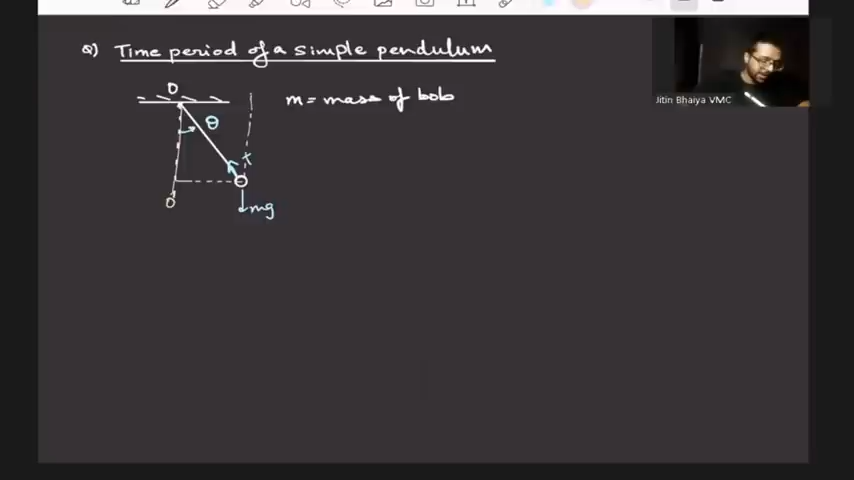 Q) Time period of a simple pendulum
O
m = mass of bob
θ
Jitin Bhaiya VMC
O
mg